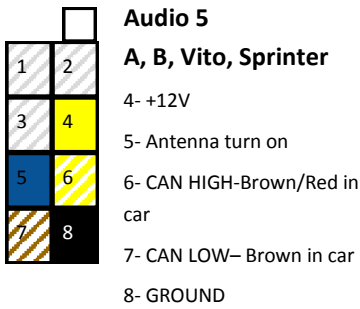 Audio 5
A, B, Vito, Sprinter
1 2
3 4
5 6
7 8
4- +12V
5- Antenna turn on
6- CAN HIGH-Brown/Red in
car
7- CAN LOW– Brown in car
8- GROUND